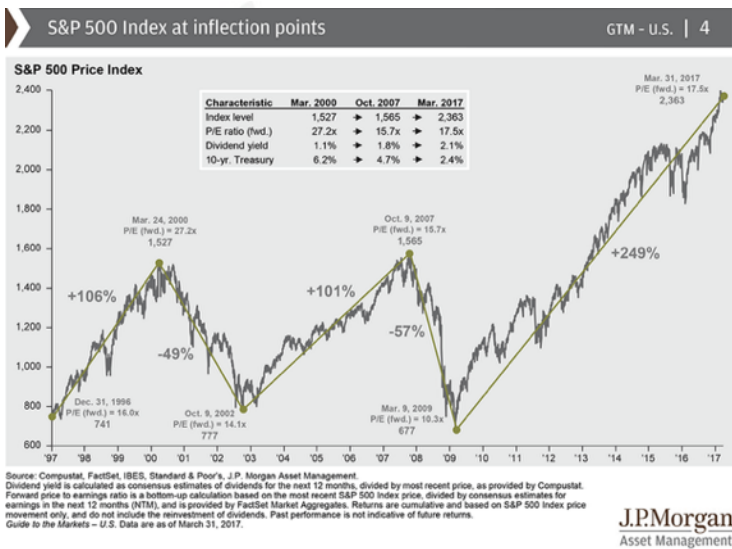 S&P 500 Index at inflection points
GTM – U.S. | 4
S&P 500 Price Index
Characteristic Mar. 2000 Oct. 2007 Mar. 2017
Index level 1,527 ➔ 1,565 ➔ 2,363
P/E ratio (fwd.) 27.2x ➔ 15.7x ➔ 17.5x
Dividend yield 1.1% ➔ 1.8% ➔ 2.1%
10-yr. Treasury 6.2% ➔ 4.7% ➔ 2.4%
Mar. 31, 2017
P/E (fwd.) = 17.5x
2,363
Mar. 24, 2000
P/E (fwd.) = 27.2x
1,527
Oct. 9, 2007
P/E (fwd.) = 15.7x
1,565
+106%
-49%
+101%
-57%
+249%
Dec. 31, 1996
P/E (fwd.) = 16.0x
741
Oct. 9, 2002
P/E (fwd.) = 14.1x
777
Mar. 9, 2009
P/E (fwd.) = 10.3x
677
2,400
2,200
2,000
1,800
1,600
1,400
1,200
1,000
800
600
'97 '98 '99 '00 '01 '02 '03 '04 '05 '06 '07 '08 '09 '10 '11 '12 '13 '14 '15 '16 '17
Source: Compustat, FactSet, IBES, Standard & Poor's, J.P. Morgan Asset Management.
Dividend yield is calculated as consensus estimates of dividends for the next 12 months, divided by most recent price, as provided by Compustat.
Forward price to earnings ratio is a bottom-up calculation based on the most recent S&P 500 Index price, divided by consensus estimates for
earnings in the next 12 months (NTM), and is provided by FactSet Market Aggregates. Returns are cumulative and based on S&P 500 Index price
movement only, and do not include the reinvestment of dividends. Past performance is not indicative of future returns.
Guide to the Markets – U.S. Data are as of March 31, 2017.
J.P.Morgan
Asset Management